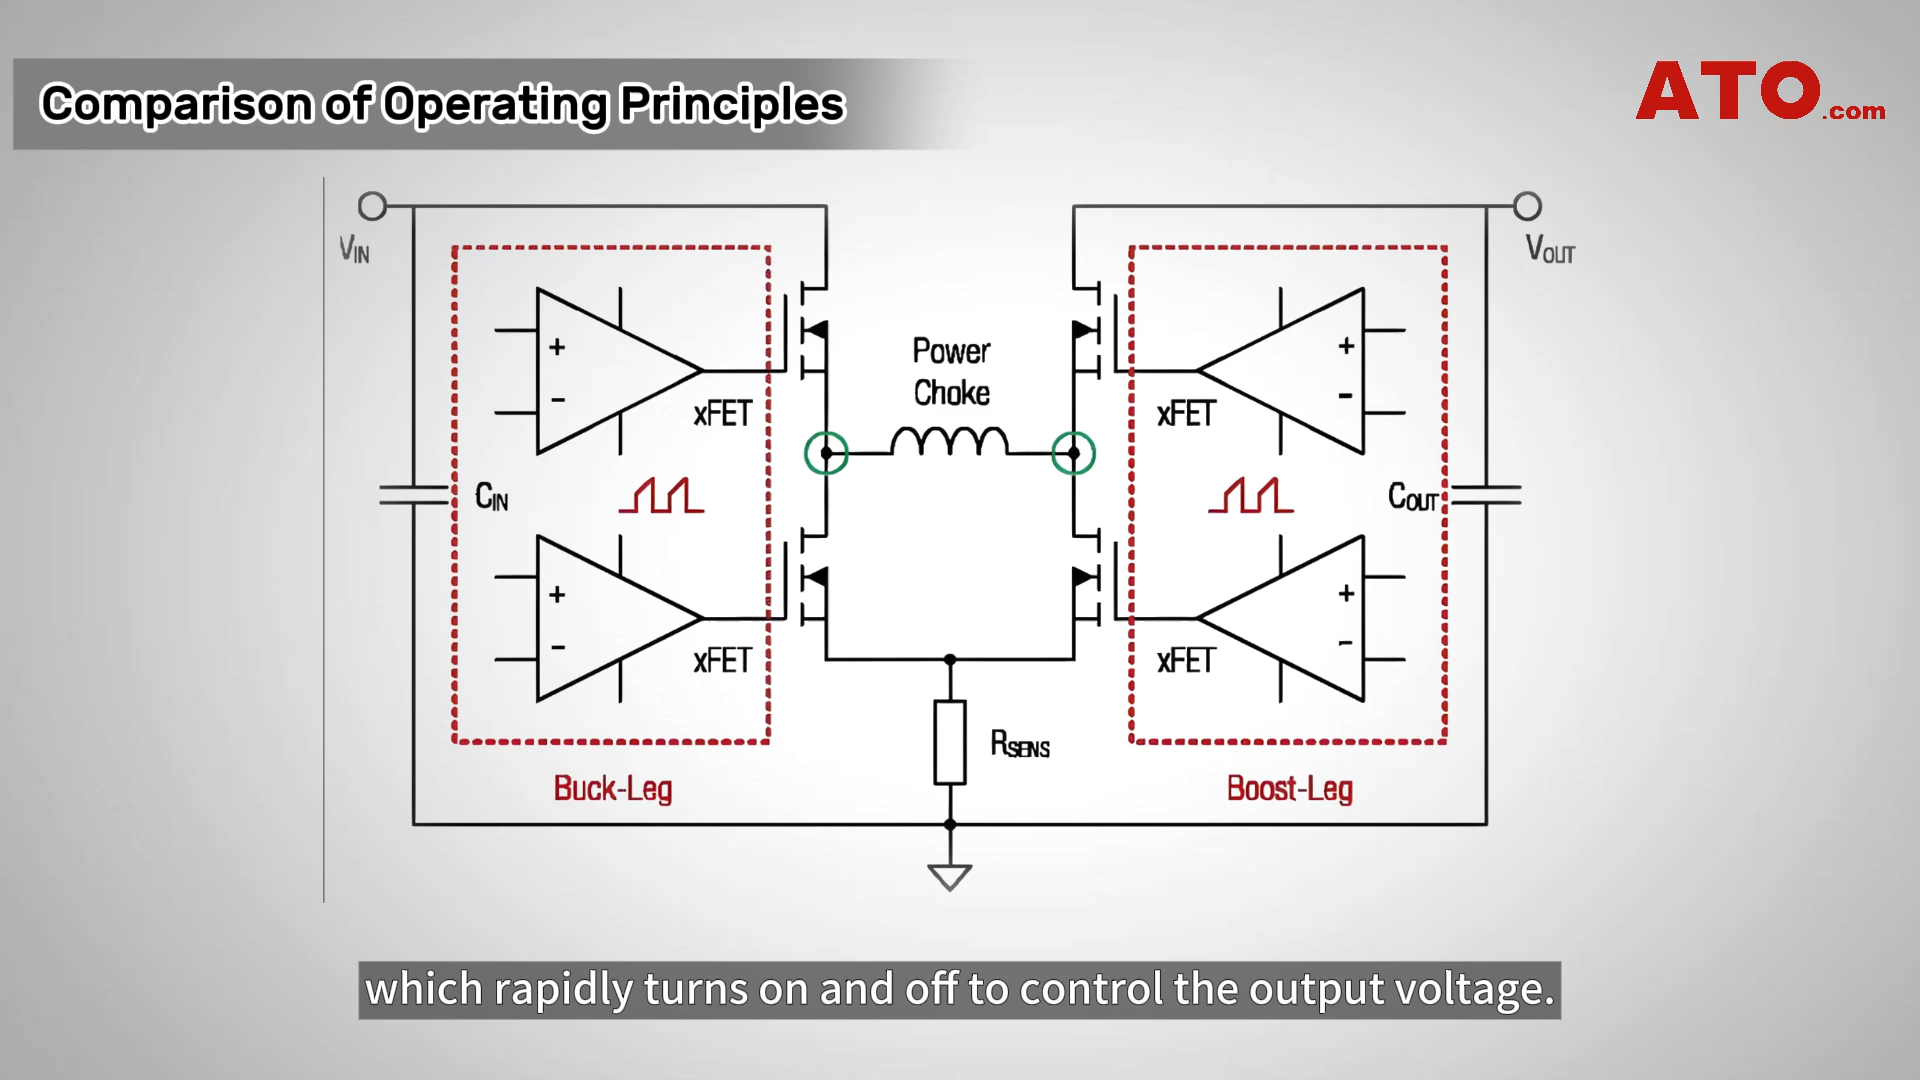 Comparison of Operating Principles
ATO.com
VIN
VOUT
+
+
Power
Choke
-
-
xFET
xFET
CIN
COUT
+
+
-
-
xFET
xFET
RSENS
Buck-Leg
Boost-Leg
which rapidly turns on and off to control the output voltage.